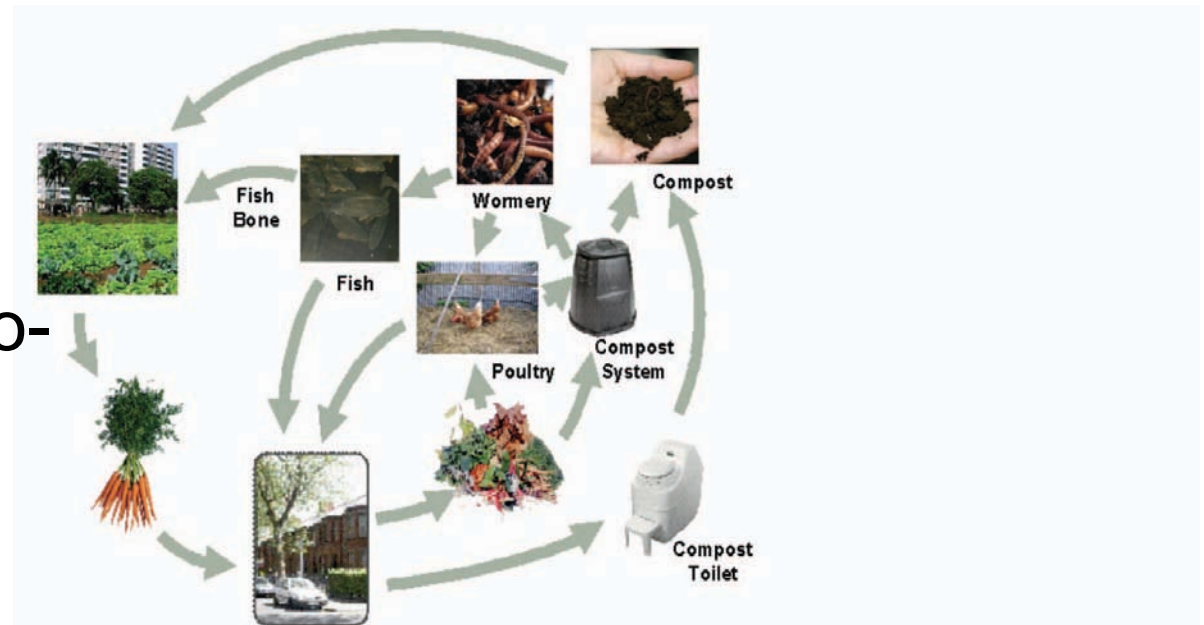 Compost
Wormery
Fish
Bone
Fish
Compost
System
Poultry
o-
Compost
Toilet